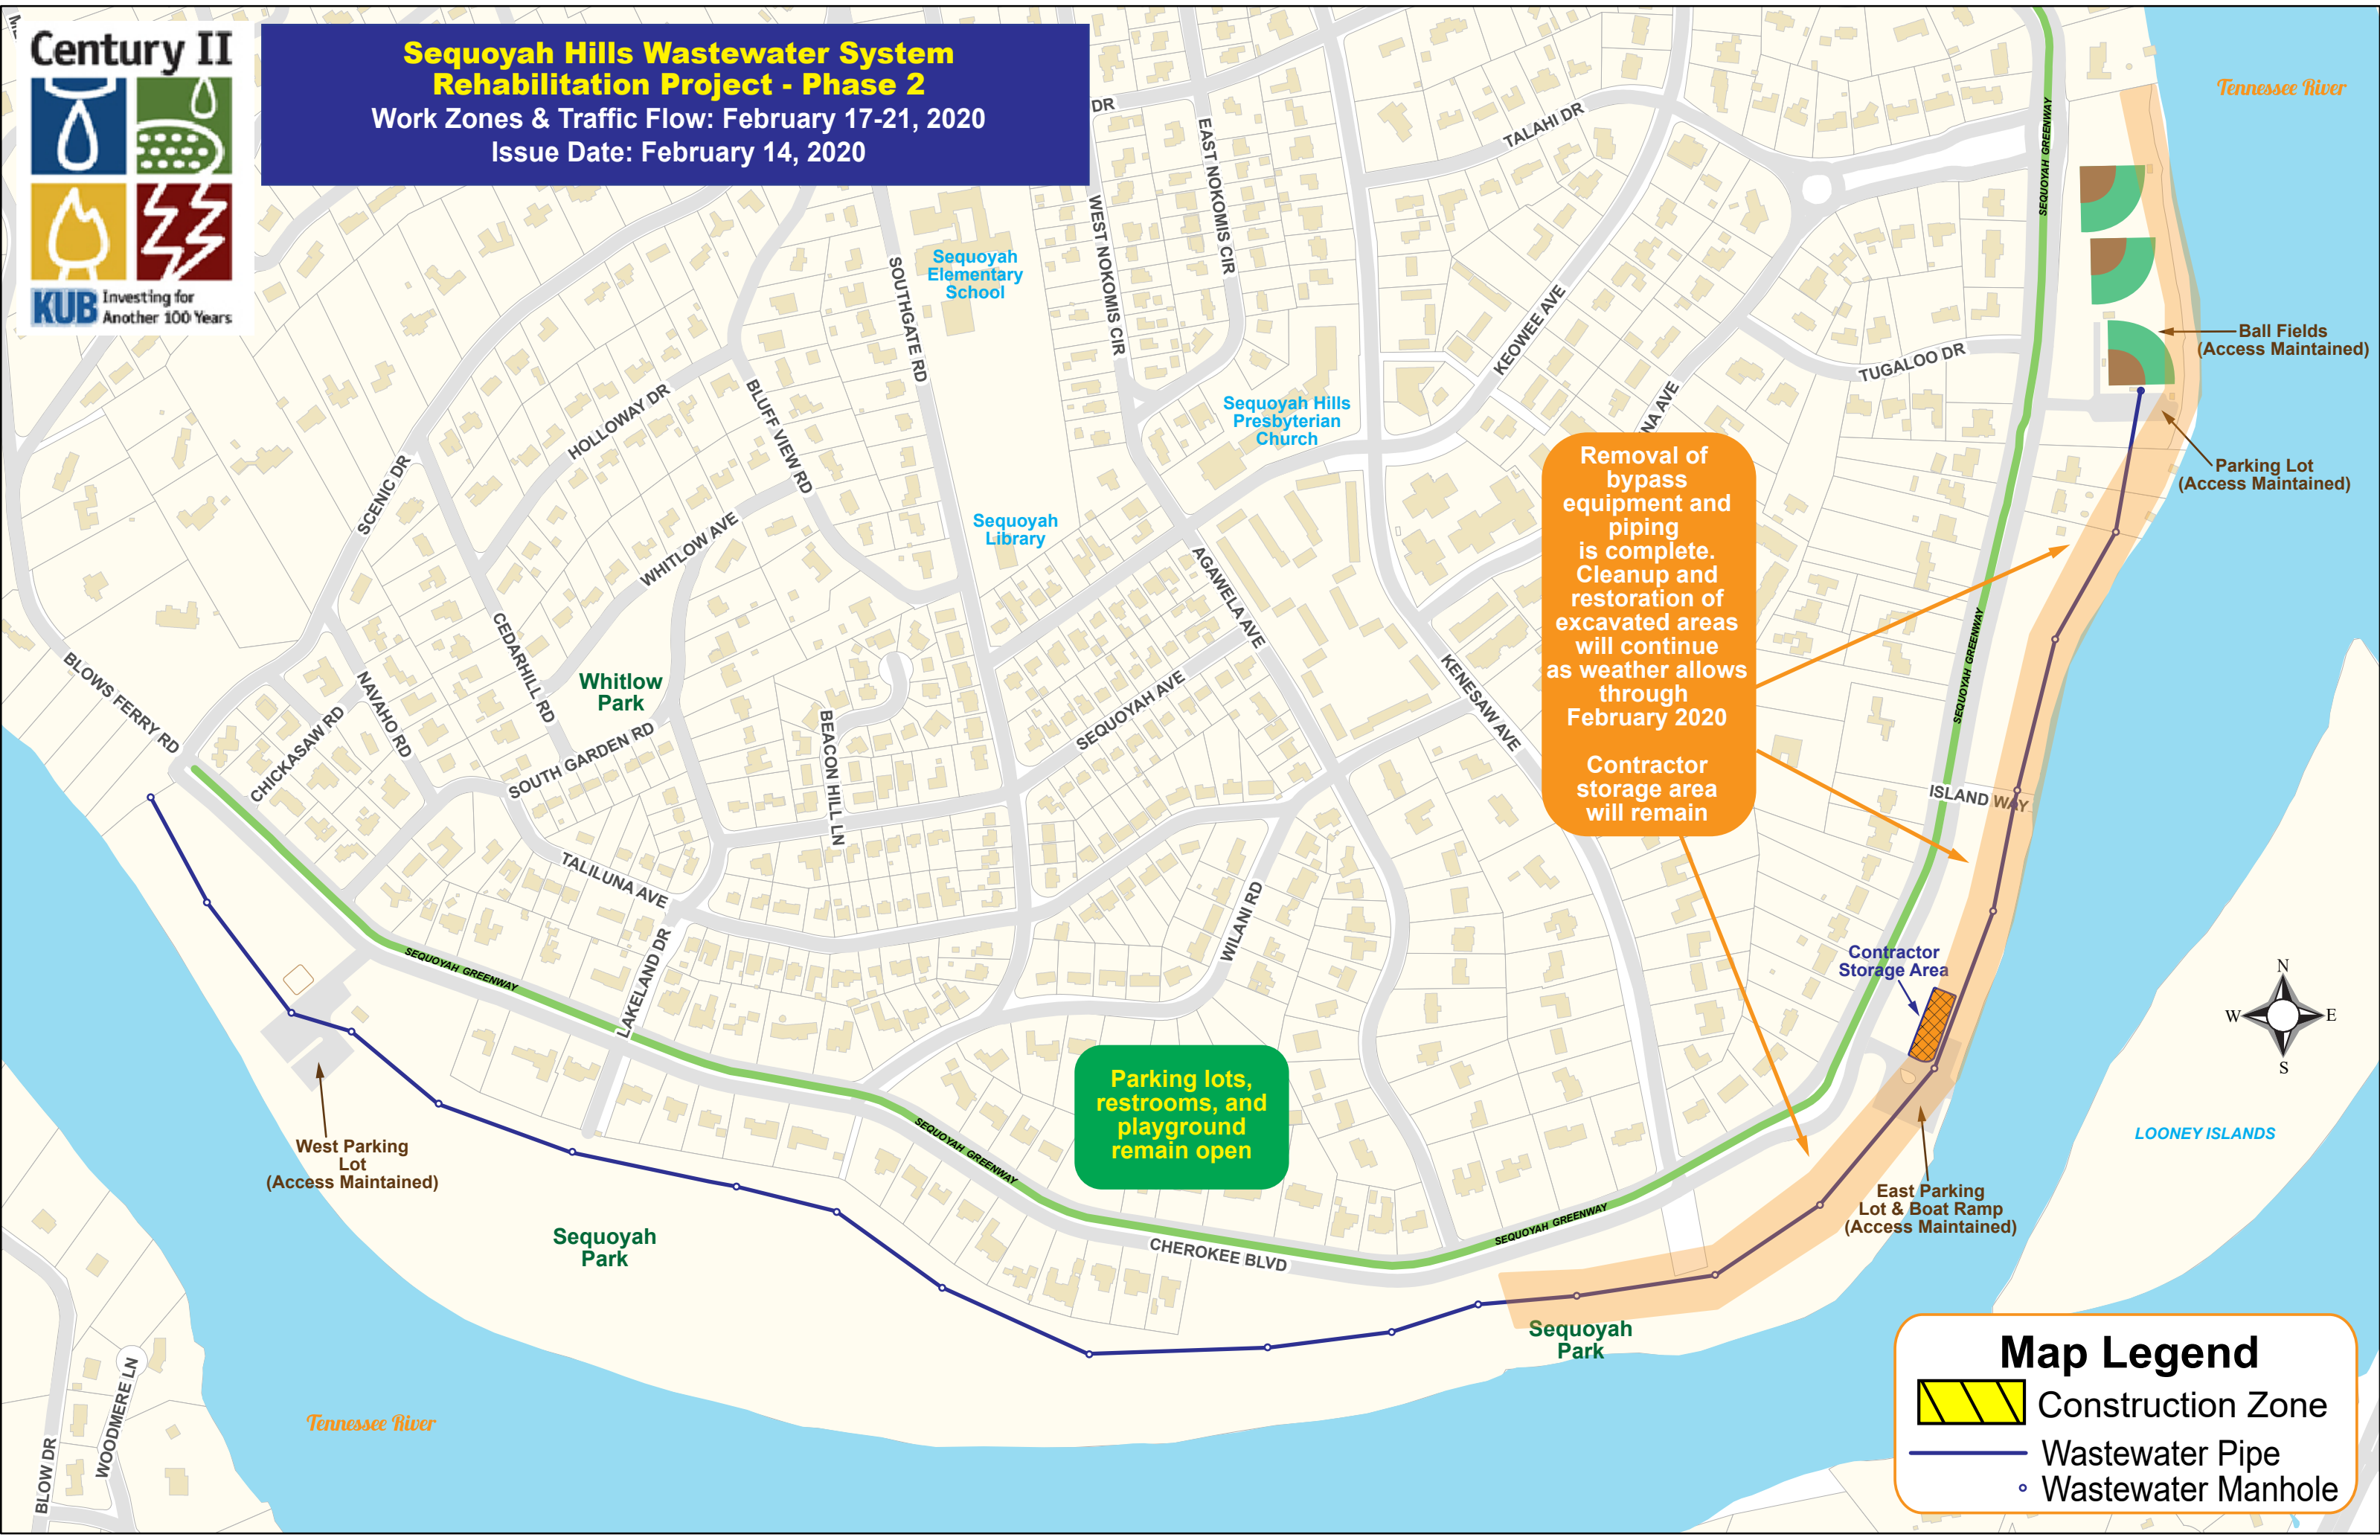 Century II
KUB Investing for
Another 100 Years
Sequoyah Hills Wastewater System
Rehabilitation Project - Phase 2
Work Zones & Traffic Flow: February 17-21, 2020
Issue Date: February 14, 2020
Tennessee River
DR
EAST NOKOMIS CIR
WEST NOKOMIS CIR
TALAHI DR
SEQUOYAH GREENWAY
Sequoyah
Elementary
School
SOUTHGATE RD
KEOWEE AVE
TUGALOO DR
Ball Fields
(Access Maintained)
HOLLOWAY DR
BLUFF VIEW RD
Sequoyah Hills
Presbyterian
Church
NA AVE
Parking Lot
(Access Maintained)
SCENIC DR
WHITLOW AVE
Sequoyah
Library
AGAWELA AVE
Removal of
bypass
equipment and
piping
is complete.
Cleanup and
restoration of
excavated areas
will continue
as weather allows
through
February 2020
Contractor
storage area
will remain
SEQUOYAH GREENWAY
BLOWS FERRY RD
NAVAHO RD
CEDARHILL RD
Whitlow
Park
CHICKASAW RD
SOUTH GARDEN RD
BEACON HILL LN
SEQUOYAH AVE
KENESAW AVE
ISLAND WAY
TALILUNA AVE
LAKELAND DR
WILANI RD
SEQUOYAH GREENWAY
Contractor
Storage Area
N
W
E
S
West Parking
Lot
(Access Maintained)
Parking lots,
restrooms, and
playground
remain open
SEQUOYAH GREENWAY
LOONEY ISLANDS
East Parking
Lot & Boat Ramp
(Access Maintained)
Sequoyah
Park
CHEROKEE BLVD
SEQUOYAH GREENWAY
Sequoyah
Park
Tennessee River
WOODMERE LN
BLOW DR
Map Legend
Construction Zone
Wastewater Pipe
Wastewater Manhole